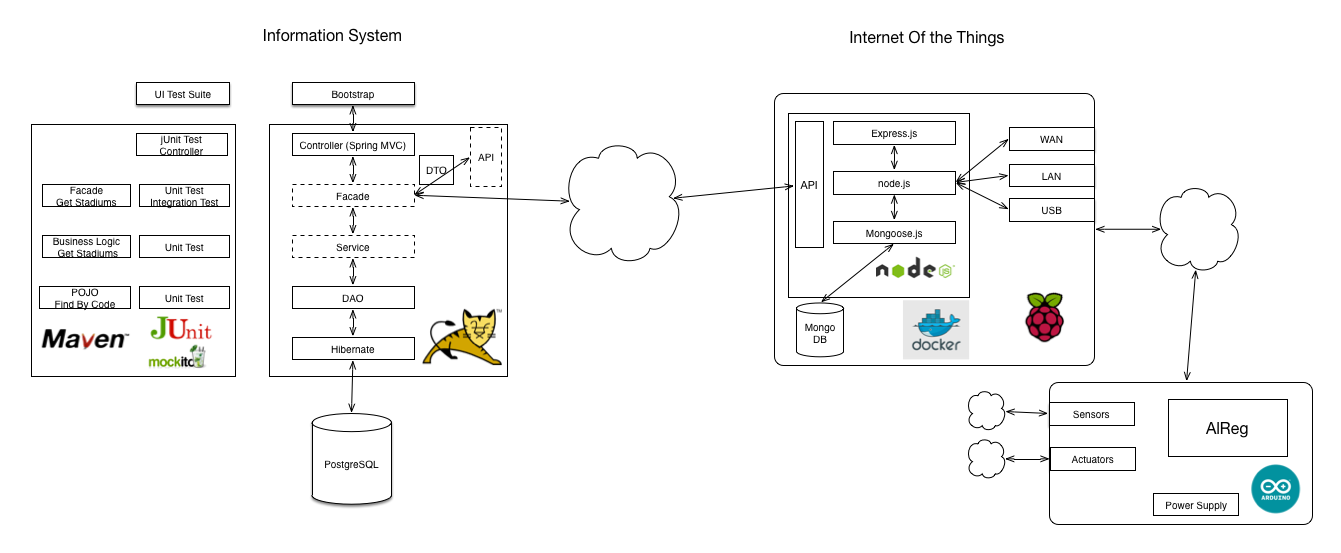 Information System
Internet Of the Things
UI Test Suite
Bootstrap
jUnit Test
Controller
Facade
Get Stadiums
Unit Test
Integration Test
Business Logic
Get Stadiums
Unit Test
POJO
Find By Code
Unit Test
Maven™
JUnit
mockito
Controller (Spring MVC)
DTO
API
Facade
Service
DAO
Hibernate
TM
PostgreSQL
API
Express.js
node.js
Mongoose.js
node
JS
Mongo
DB
docker
WAN
LAN
USB
Sensors
Actuators
AlReg
Power Supply
ARDUINO